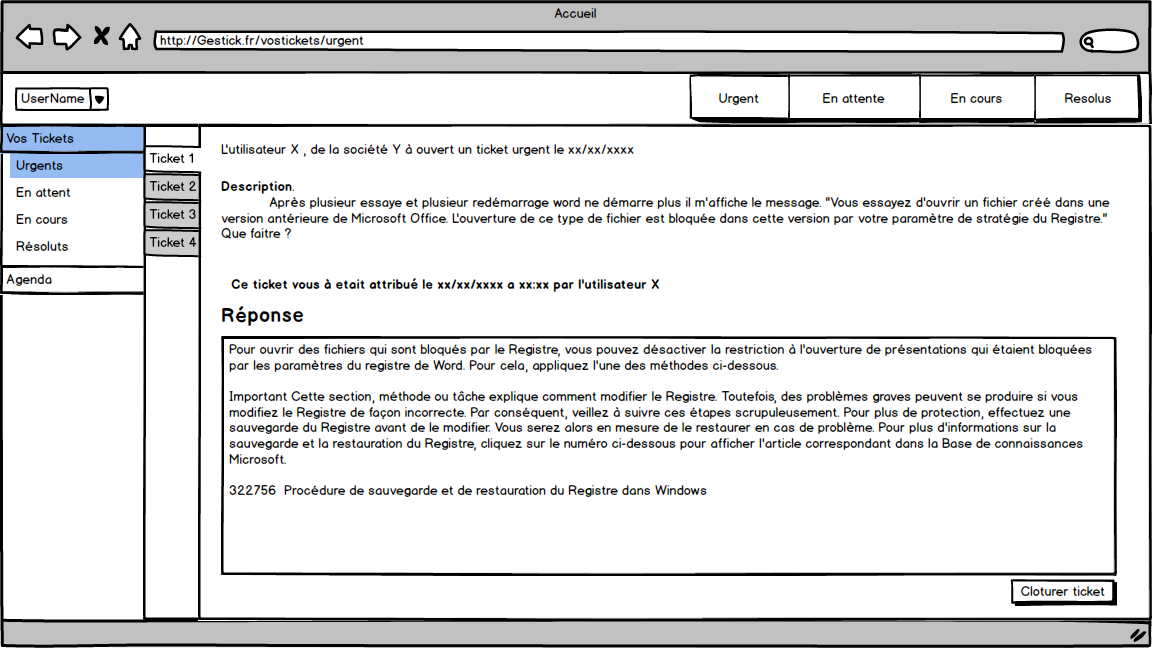 Accueil
http://Gestick.fr/vostickets/urgent
UserName
Urgent
En attente
En cours
Resolus
Vos Tickets
Urgents
En attent
En cours
Résoluts
Agenda
Ticket 1
Ticket 2
Ticket 3
Ticket 4
L'utilisateur X , de la société Y à ouvert un ticket urgent le xx/xx/xxxx
Description.
Après plusieur essaye et plusieur redémarrage word ne démarre plus il m'affiche le message. "Vous essayez d'ouvrir un fichier créé dans une
version antérieure de Microsoft Office. L'ouverture de ce type de fichier est bloquée dans cette version par votre paramètre de stratégie du Registre."
Que faitre ?
Ce ticket vous à etait attribué le xx/xx/xxxx a xx:xx par l'utilisateur X
Réponse
Pour ouvrir des fichiers qui sont bloqués par le Registre, vous pouvez désactiver la restriction à l'ouverture de présentations qui étaient bloquées
par les paramètres du registre de Word. Pour cela, appliquez l'une des méthodes ci-dessous.
Important Cette section, méthode ou tâche explique comment modifier le Registre. Toutefois, des problèmes graves peuvent se produire si vous
modifiez le Registre de façon incorrecte. Par conséquent, veillez à suivre ces étapes scrupuleusement. Pour plus de protection, effectuez une
sauvegarde du Registre avant de le modifier. Vous serez alors en mesure de le restaurer en cas de problème. Pour plus d'informations sur la
sauvegarde et la restauration du Registre, cliquez sur le numéro ci-dessous pour afficher l'article correspondant dans la Base de connaissances
Microsoft.
322756  Procédure de sauvegarde et de restauration du Registre dans Windows
Cloturer ticket